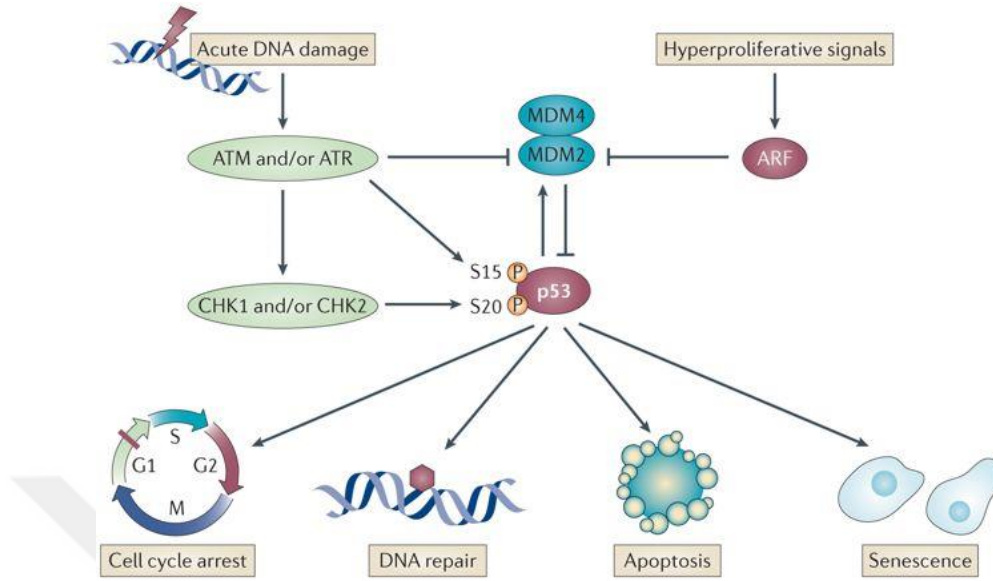 Acute DNA damage
Hyperproliferative signals
MDM4
MDM2
ATM and/or ATR
ARF
S15 P
p53
CHK1 and/or CHK2
S20 P
S
G1
G2
M
Cell cycle arrest
DNA repair
Apoptosis
Senescence